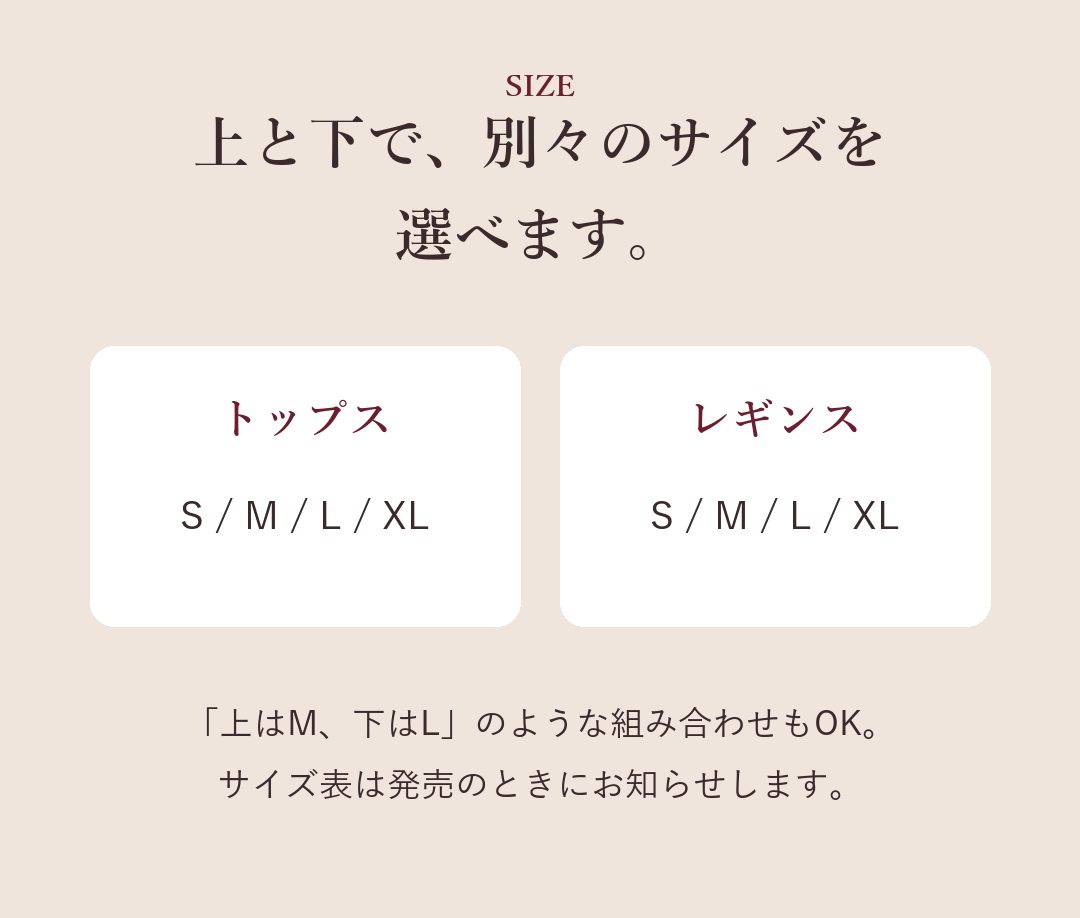 SIZE
上と下で、別々のサイズを
選べます。
トップス
S / M / L / XL
レギンス
S / M / L / XL
「上はM、下はL」のような組み合わせもOK。
サイズ表は発売のときにお知らせします。